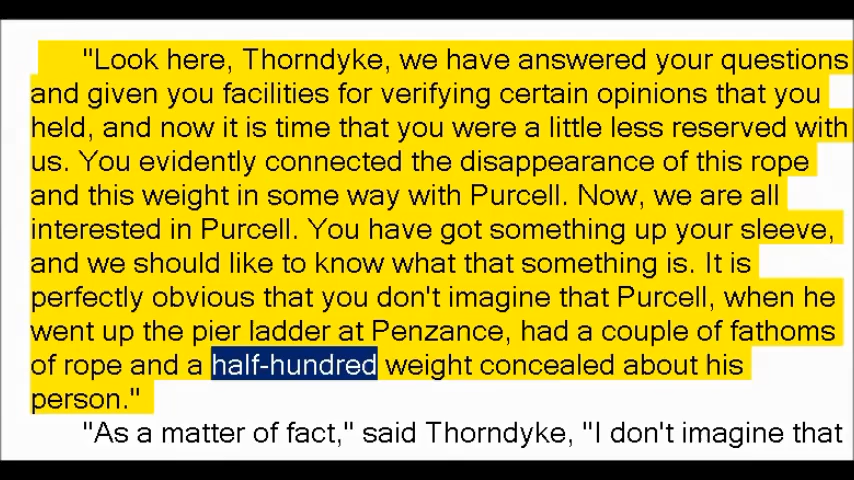 "Look here, Thorndyke, we have answered your questions
and given you facilities for verifying certain opinions that you
held, and now it is time that you were a little less reserved with
us. You evidently connected the disappearance of this rope
and this weight in some way with Purcell. Now, we are all
interested in Purcell. You have got something up your sleeve,
and we should like to know what that something is. It is
perfectly obvious that you don't imagine that Purcell, when he
went up the pier ladder at Penzance, had a couple of fathoms
of rope and a half-hundred weight concealed about his
person."
"As a matter of fact," said Thorndyke, "I don't imagine that